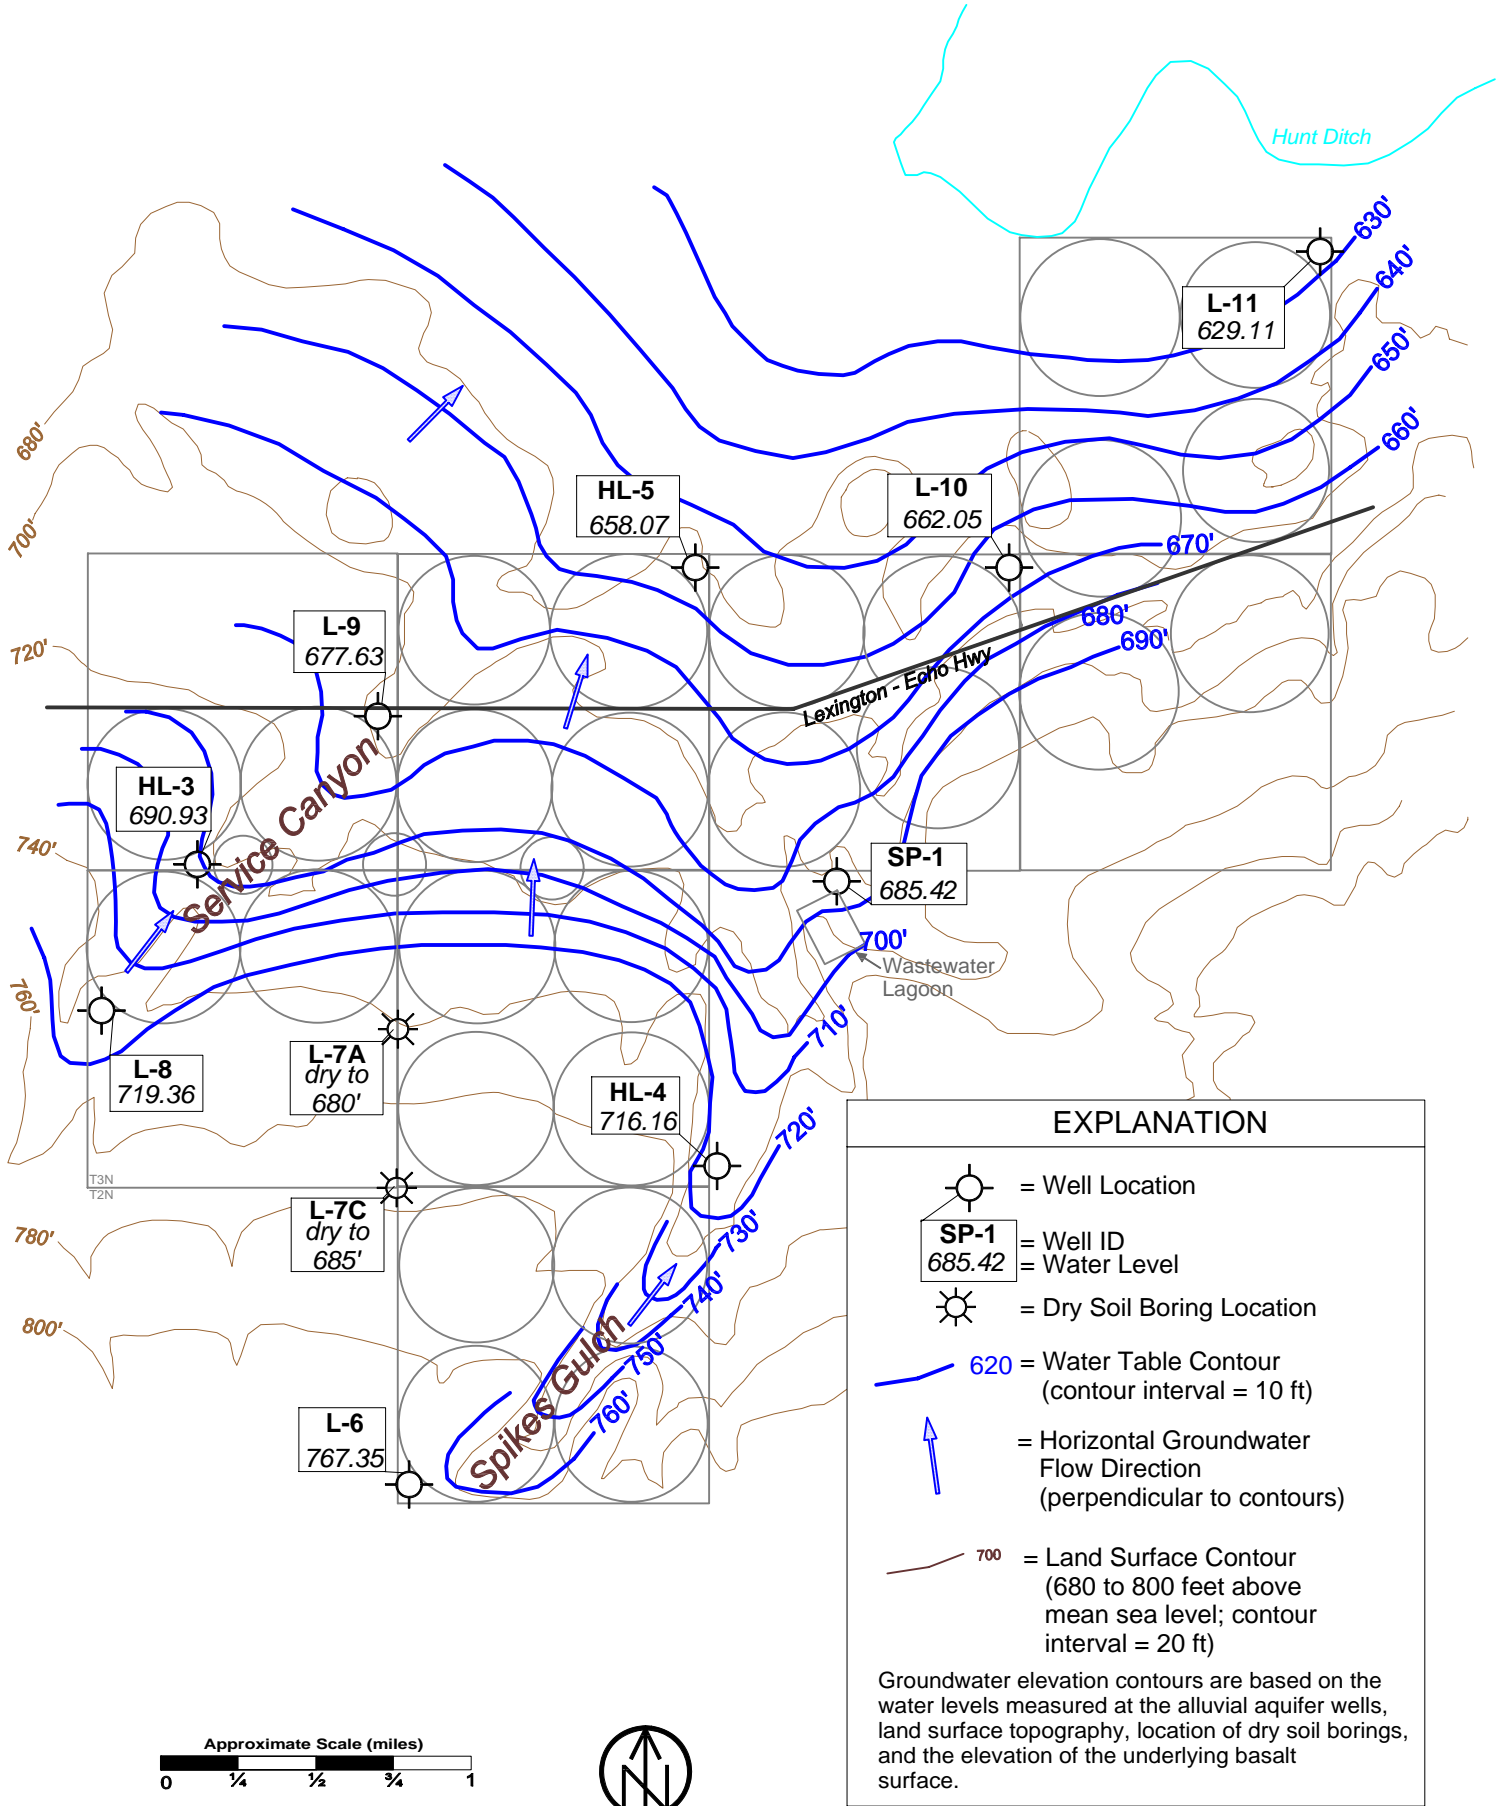 Hunt Ditch
630'
640'
650'
660'
L-11
629.11
680'
700'
720'
740'
760'
780'
800'
HL-5
658.07
L-10
662.05
670'
680'
690'
L-9
677.63
Lexington - Echo Hwy
HL-3
690.93
Service Canyon
SP-1
685.42
700'
Wastewater
Lagoon
710'
L-8
719.36
L-7A
dry to
680'
HL-4
716.16
720'
T3N
T2N
L-7C
dry to
685'
730'
740'
750'
760'
Spikes Gulch
L-6
767.35
EXPLANATION
= Well Location
SP-1
685.42
= Well ID
= Water Level
= Dry Soil Boring Location
620 = Water Table Contour
(contour interval = 10 ft)
= Horizontal Groundwater
Flow Direction
(perpendicular to contours)
700 = Land Surface Contour
(680 to 800 feet above
mean sea level; contour
interval = 20 ft)
Groundwater elevation contours are based on the
water levels measured at the alluvial aquifer wells,
land surface topography, location of dry soil borings,
and the elevation of the underlying basalt
surface.
Approximate Scale (miles)
0 ¼ ½ ¾ 1
N